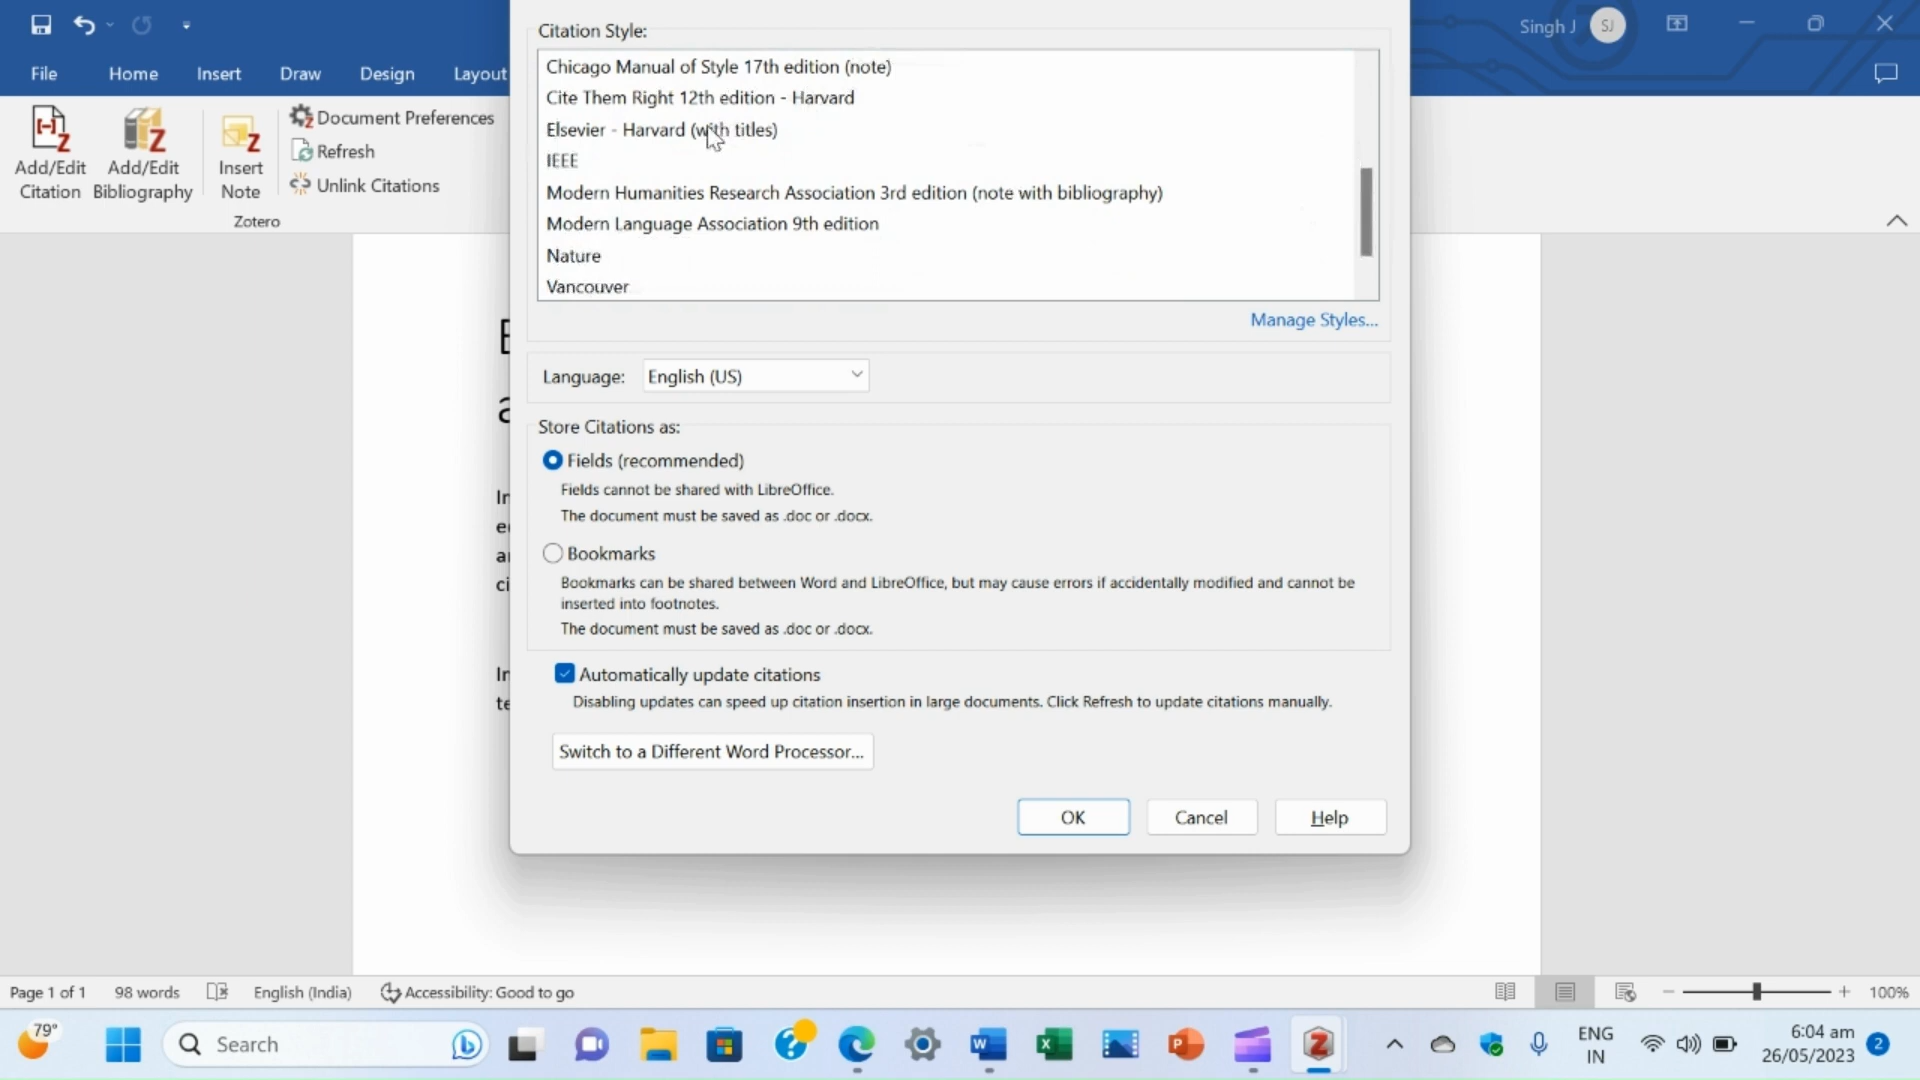 Singh J
SJ
File
Home
Insert
Draw
Design
Layout
Add/Edit
Citation
Add/Edit
Bibliography
Insert
Note
Document Preferences
Refresh
Unlink Citations
Zotero
Citation Style:
Chicago Manual of Style 17th edition (note)
Cite Them Right 12th edition - Harvard
Elsevier - Harvard (with titles)
IEEE
Modern Humanities Research Association 3rd edition (note with bibliography)
Modern Language Association 9th edition
Nature
Vancouver
Manage Styles...
Language:
English (US)
Store Citations as:
Fields (recommended)
Fields cannot be shared with LibreOffice.
The document must be saved as .doc or .docx.
Bookmarks
Bookmarks can be shared between Word and LibreOffice, but may cause errors if accidentally modified and cannot be
inserted into footnotes.
The document must be saved as .doc or .docx.
Automatically update citations
Disabling updates can speed up citation insertion in large documents. Click Refresh to update citations manually.
Switch to a Different Word Processor...
OK
Cancel
Help
Page 1 of 1
98 words
English (India)
Accessibility: Good to go
100%
79°
Search
ENG
IN
6:04 am
26/05/2023
2